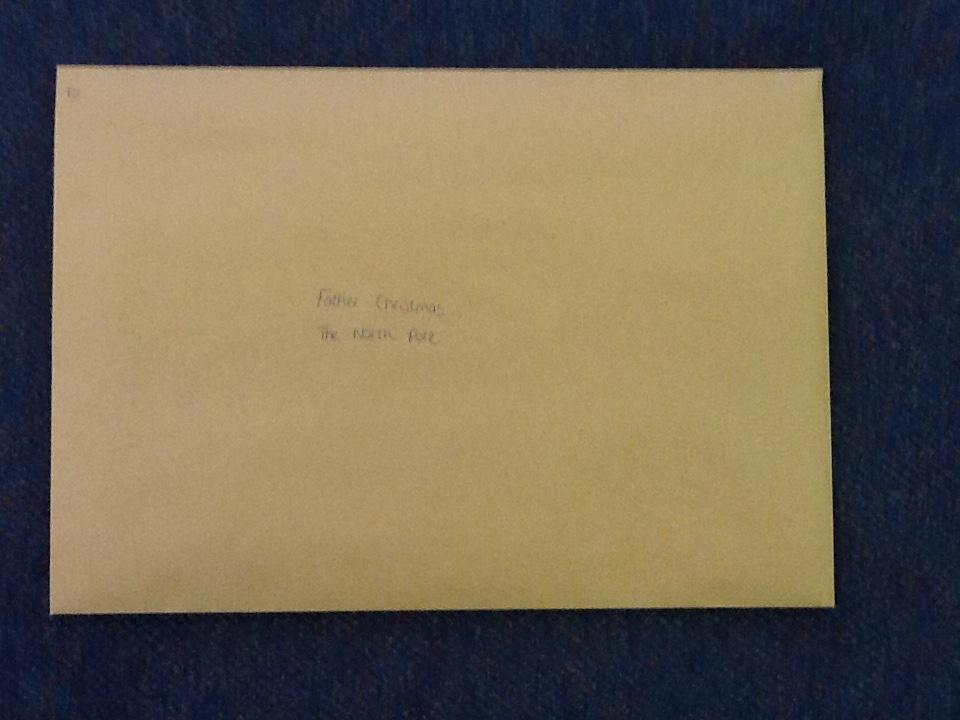 Father Christmas
The North Pole